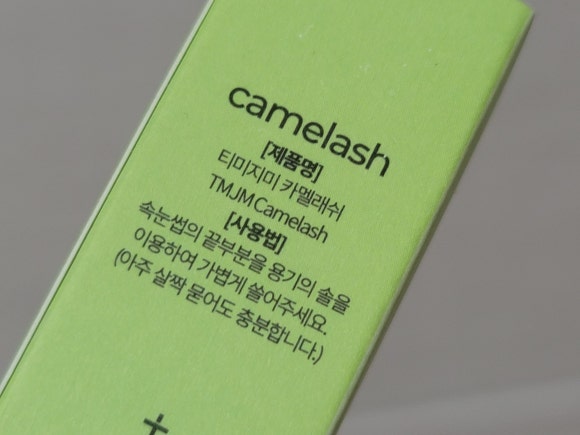 camelash
[제품명]
티미지미 카멜래쉬
TMJM Camelash
[사용법]
속눈썹의 끝부분을 용기의 솔을
이용하여 가볍게 쓸어주세요.
(아주 살짝 묻어도 충분합니다.)